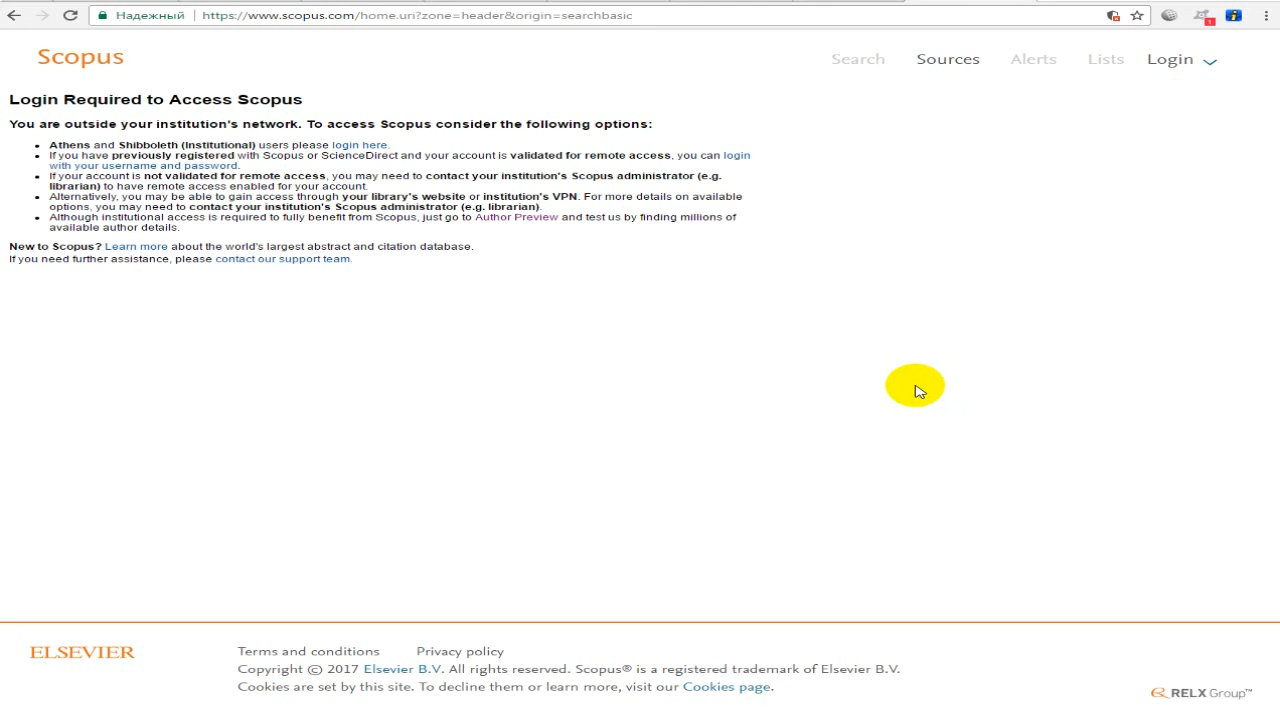 Надежный https://www.scopus.com/home.uri?zone=header&origin=searchbasic
1
Scopus Search Sources Alerts Lists Login
Login Required to Access Scopus
You are outside your institution's network. To access Scopus consider the following options:
Athens and Shibboleth (Institutional) users please login here.
If you have previously registered with Scopus or ScienceDirect and your account is validated for remote access, you can login
with your username and password.
If your account is not validated for remote access, you may need to contact your institution's Scopus administrator (e.g.
librarian) to have remote access enabled for your account.
Alternatively, you may be able to gain access through your library's website or institution's VPN. For more details on available
options, you may need to contact your institution's Scopus administrator (e.g. librarian).
Although institutional access is required to fully benefit from Scopus, just go to Author Preview and test us by finding millions of
available author details.
New to Scopus? Learn more about the world's largest abstract and citation database.
If you need further assistance, please contact our support team.
ELSEVIER
Terms and conditions Privacy policy
Copyright © 2017 Elsevier B.V. All rights reserved. Scopus® is a registered trademark of Elsevier B.V.
Cookies are set by this site. To decline them or learn more, visit our Cookies page.
RELX Group™